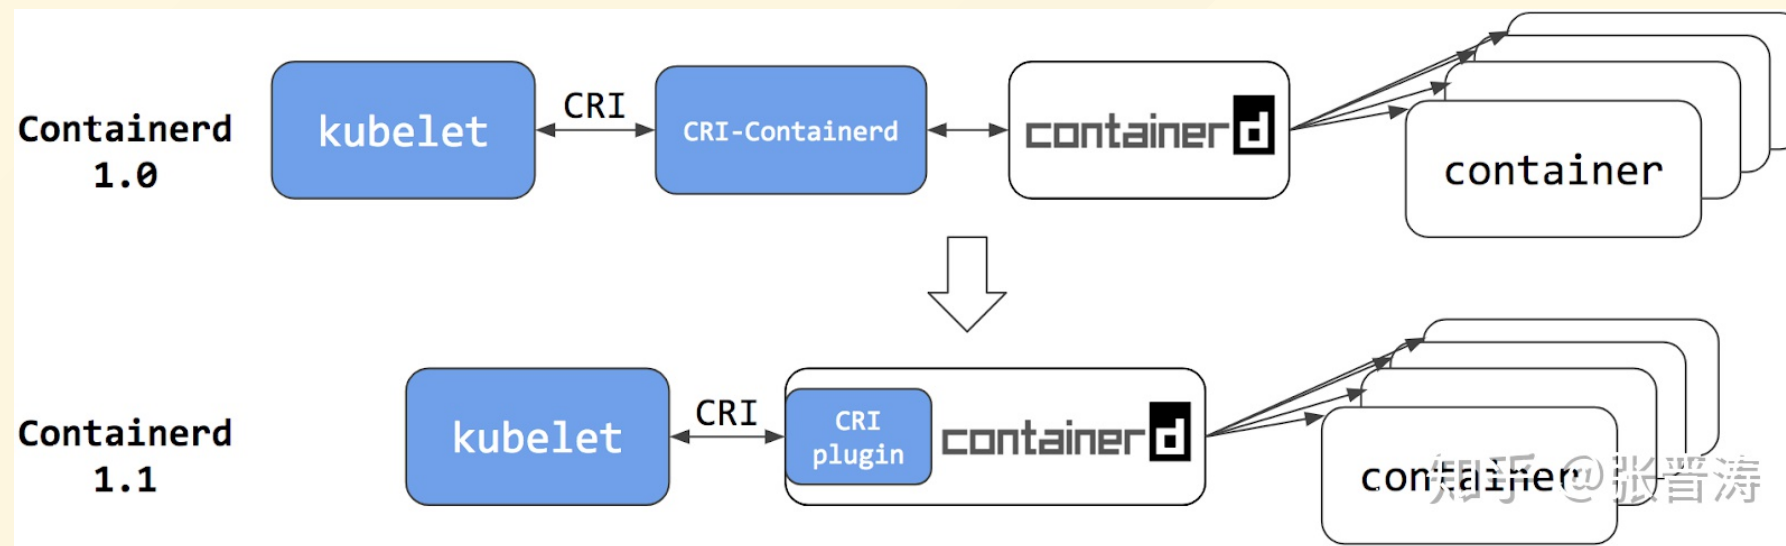 Containerd
1.0
kubelet
CRI
CRI-Containerd
containerd
container
Containerd
1.1
kubelet
CRI
CRI
plugin
containerd
container
知乎 @张晋涛